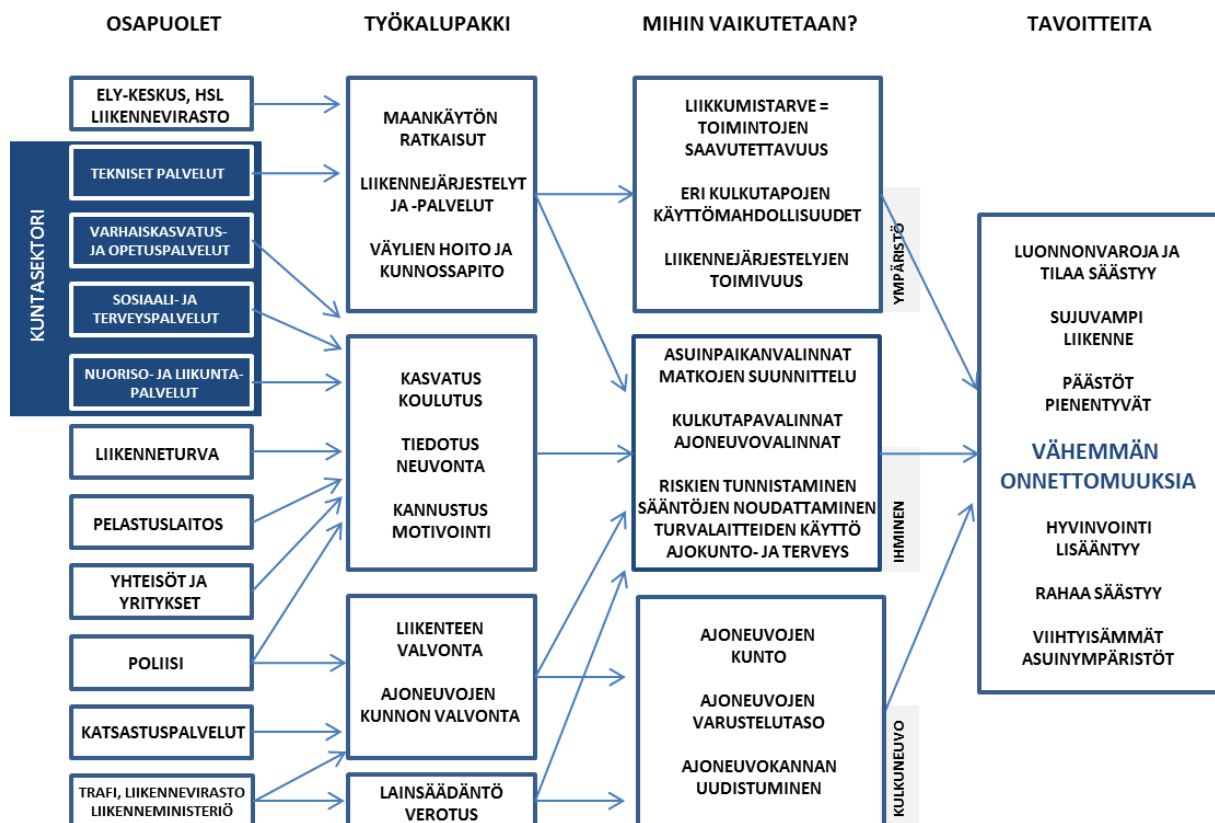 OSAPUOLET
TYÖKALUPAKKI
MIHIN VAIKUTETAAN?
TAVOITTEITA
ELY-KESKUS, HSL
LIIKENNEVIRASTO
KUNTASEKTORI
TEKNISET PALVELUT
VARHAISKASVATUS-
JA OPETUSPALVELUT
SOSIAALI- JA
TERVEYSPALVELUT
NUORISO- JA LIIKUNTA-
PALVELUT
LIIKENNETURVA
PELASTUSLAITOS
YHTEISÖT JA
YRITYKSET
POLIISI
KATSASTUSPALVELUT
TRAFI, LIIKENNEVIRASTO
LIIKENNEMINISTERIÖ
MAANKÄYTÖN
RATKAISUT
LIIKENNEJÄRJESTELYT
JA -PALVELUT
VÄYLIEN HOITO JA
KUNNOSSAPITO
KASVATUS
KOULUTUS
TIEDOTUS
NEUVONTA
KANNUSTUS
MOTIVOINTI
LIIKENTEEN
VALVONTA
AJONEUVOJEN
KUNNON VALVONTA
LAINSÄÄDÄNTÖ
VEROTUS
LIIKKUMISTARVE =
TOIMINTOJEN
SAAVUTETTAVUUS
ERI KULKUTAPOJEN
KÄYTTÖMAHDOLLISUUDET
LIIKENNEJÄRJESTELYJEN
TOIMIVUUS
YMPÄRISTÖ
ASUINPAIKANVALINNAT
MATKOJEN SUUNNITTELU
KULKUTAPAVALINNAT
AJONEUVOVALINNAT
RISKIEN TUNNISTAMINEN
SÄÄNTÖJEN NOUDATTAMINEN
TURVALAITTEIDEN KÄYTTÖ
AJOKUNTO- JA TERVEYS
IHMINEN
AJONEUVOJEN
KUNTO
AJONEUVOJEN
VARUSTELUTASO
AJONEUVOKANNAN
UUDISTUMINEN
KULKUNEUVO
LUONNONVAROJA JA
TILAA SÄÄSTYY
SUJUVAMPI
LIIKENNE
PÄÄSTÖT
PIENENTYVÄT
VÄHEMMÄN
ONNETTOMUUKSIA
HYVINVOINTI
LISÄÄNTYY
RAHAA SÄÄSTYY
VIIHTYISÄMMÄT
ASUINYMPÄRISTÖT